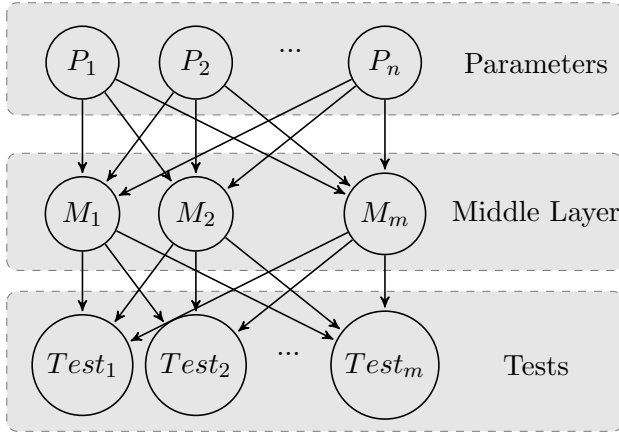 P1 P2 ... Pn Parameters
M1 M2 Mm Middle Layer
Test1 Test2 ... Testm Tests